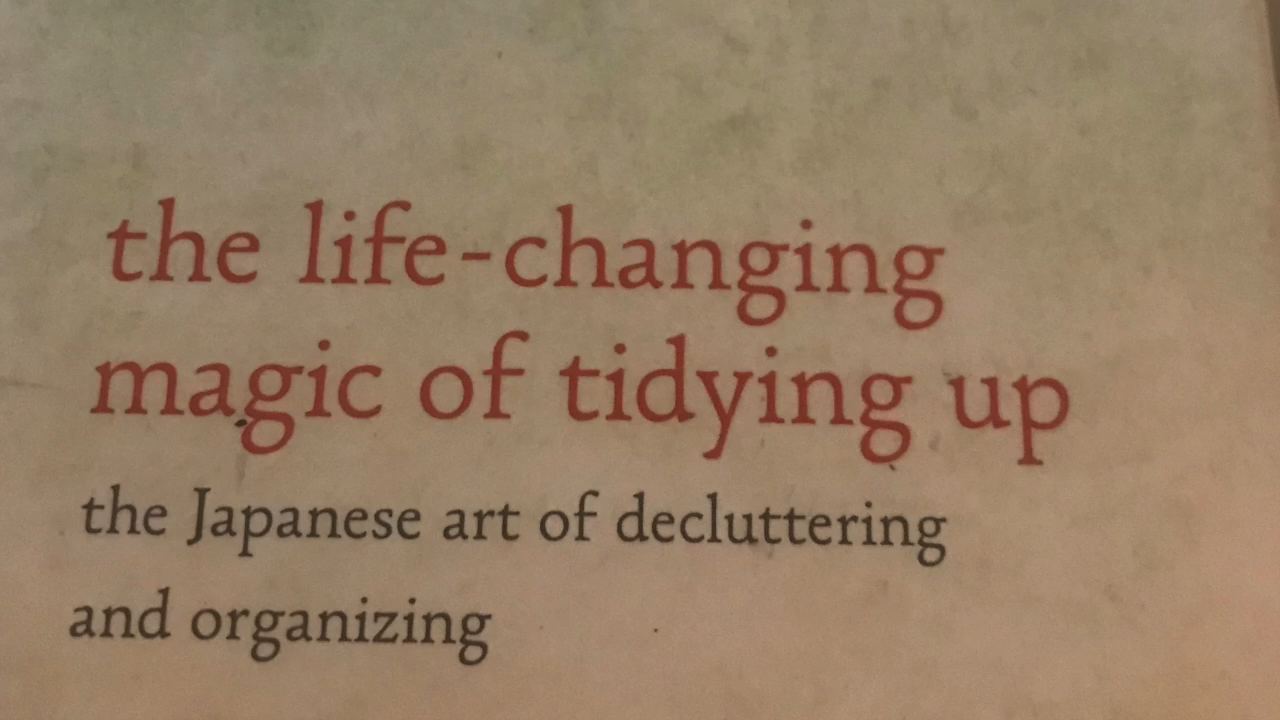 the life-changing
magic of tidying up
the Japanese art of decluttering
and organizing